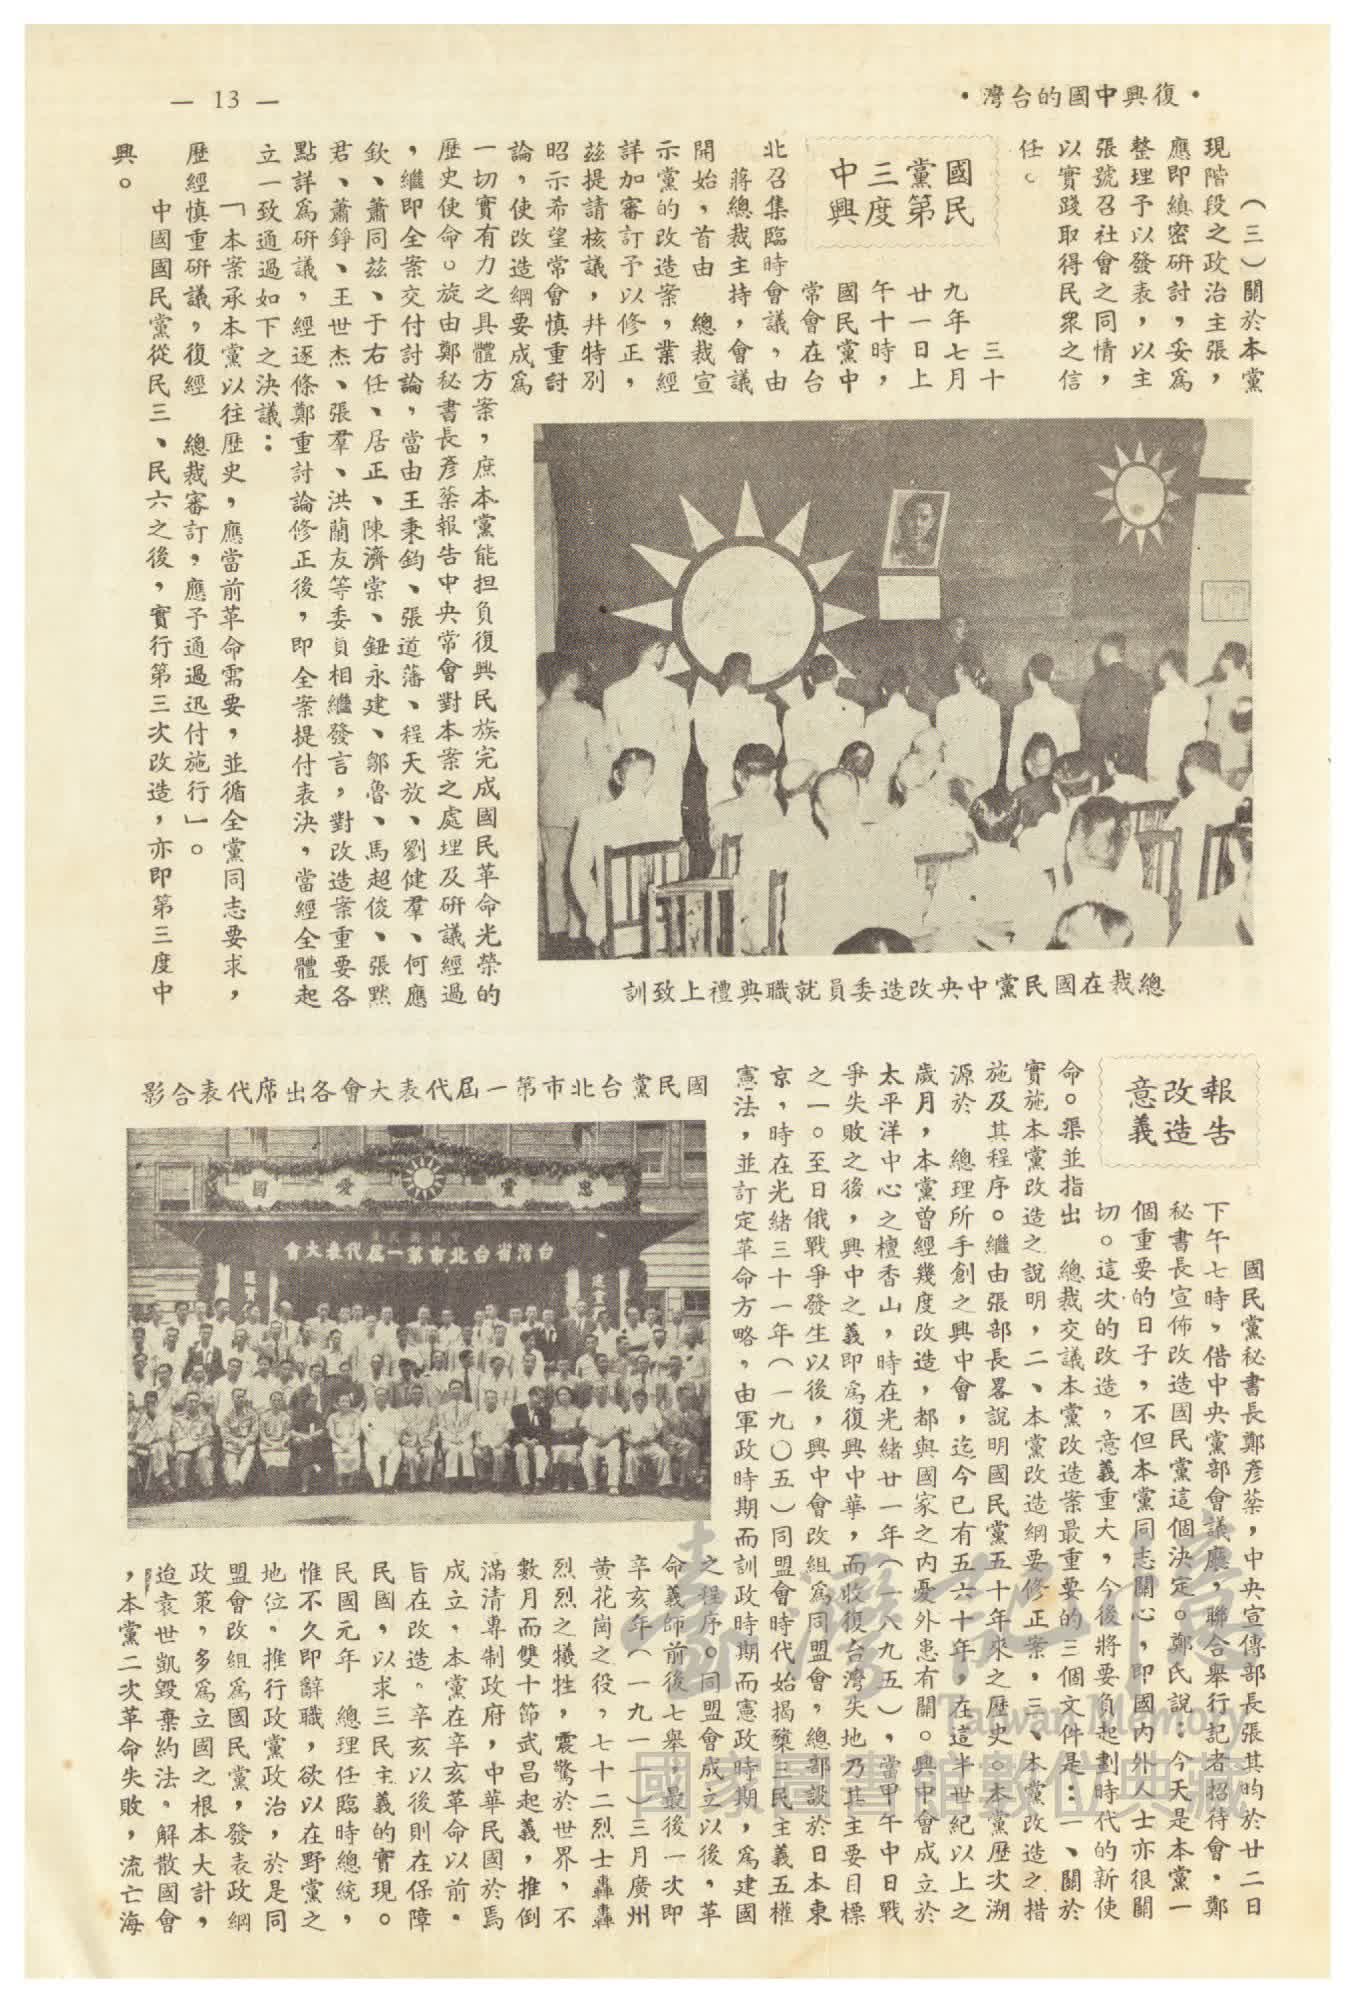 ·復興中國的台灣·
— 13 —
（三）關於本黨
現階段之政治主張，
應即縝密研討，妥為
整理予以發表，以主
張號召社會之同情，
以實踐取得民眾之信
任。
國民
黨第
三度
中興
三十
九年七月
廿一日上
午十時，
國民黨中
常會在台
北召集臨時會議，由
蔣總裁主持，會議
開始，首由　總裁宣
示黨的改造案，業經
詳加審訂予以修正，
茲提請核議，并特別
昭示希望常會慎重討
論，使改造綱要成為
一切實有力之具體方案，庶本黨能担負復興民族完成國民革命光榮的
歷史使命。旋由鄭秘書長彥棻報告中央常會對本案之處理及研議經過
，繼即全案交付討論，當由王秉鈞、張道藩、程天放、劉健羣、何應
欽、蕭同茲、于右任、居正、陳濟棠、鈕永建、鄒魯、馬超俊、張默
君、蕭錚、王世杰、張羣、洪蘭友等委員相繼發言，對改造案重要各
點詳為研議，經逐條鄭重討論修正後，即全案提付表決，當經全體起
立一致通過如下之決議：
「本案承本黨以往歷史，應當前革命需要，並循全黨同志要求，
歷經慎重研議，復經　總裁審訂，應予通過迅付施行」。
中國國民黨從民三、民六之後，實行第三次改造，亦即第三度中
興。
總裁在國民黨中央改造委員就職典禮上致訓
報告
改造
意義
國民黨秘書長鄭彥棻，中央宣傳部長張其昀於廿二日
下午七時，借中央黨部會議廳，聯合舉行記者招待會，鄭
秘書長宣佈改造國民黨這個決定。鄭氏說：今天是本黨一
個重要的日子，不但本黨同志關心，即國內外人士亦很關
切。這次的改造，意義重大，今後將要負起劃時代的新使
命。渠並指出　總裁交議本黨改造案最重要的三個文件是：一、關於
實施本黨改造之說明，二、本黨改造綱要修正案，三、本黨改造之措
施及其程序。繼由張部長畧說明國民黨五十年來之歷史。本黨歷次溯
源於　總理所手創之興中會，迄今已有五六十年，在這半世紀以上之
歲月，本黨曾經幾度改造，都與國家之內憂外患有關。興中會成立於
太平洋中心之檀香山，時在光緒廿一年（一八九五），當甲午中日戰
爭失敗之後，興中之義即為復興中華，而收復台灣失地乃其主要目標
之一。至日俄戰爭發生以後，興中會改組為同盟會，總部設於日本東
京，時在光緒三十一年（一九〇五）同盟會時代始揭櫫三民主義五權
憲法，並訂定革命方略，由軍政時期而訓政時期而憲政時期，為建國
之程序。同盟會成立以後，革
命義師前後七舉，最後一次即
辛亥年（一九一一）三月廣州
黃花崗之役，七十二烈士轟轟
烈烈之犧牲，震驚於世界，不
數月而雙十節武昌起義，推倒
滿清專制政府，中華民國於焉
成立，本黨在辛亥革命以前，
旨在改造。辛亥以後則在保障
民國，以求三民主義的實現。
民國元年　總理任臨時總統，
惟不久即辭職，欲以在野黨之
地位，推行政黨政治，於是同
盟會改組為國民黨，發表政綱
政策，多為立國之根本大計，
迨袁世凱毀棄約法，解散國會
，本黨二次革命失敗，流亡海
國民黨台北市第一屆代表大會各出席代表合影
忠黨愛國
台灣省台北市第一屆代表大會
臺灣記憶
Taiwan Memory
國家圖書館數位典藏